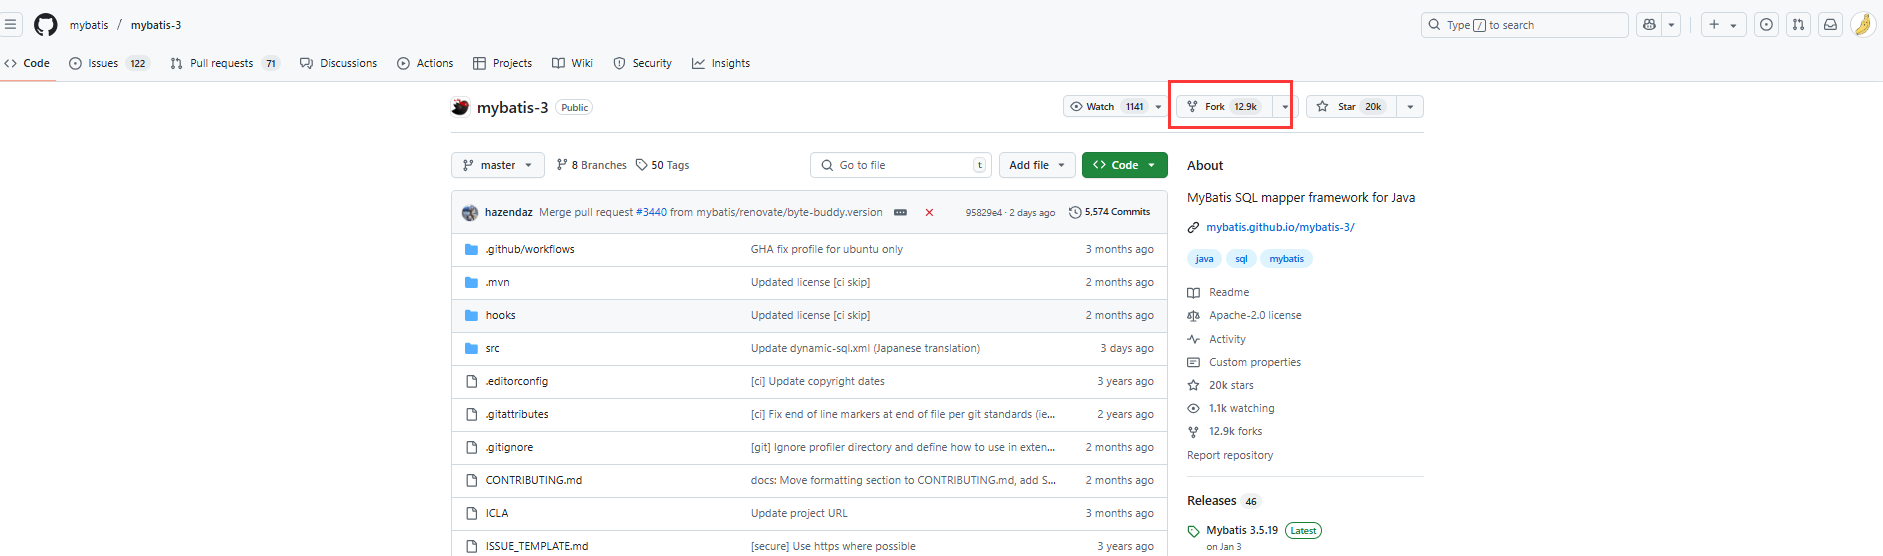 mybatis / mybatis-3
Type / to search
Code Issues 122 Pull requests 71 Discussions Actions Projects Wiki Security Insights
mybatis-3 Public
Watch 1141 Fork 12.9k Star 20k
master 8 Branches 50 Tags Go to file t Add file Code
hazendaz Merge pull request #3440 from mybatis/renovate/byte-buddy.version 95829e4 · 2 days ago 5,574 Commits
.github/workflows GHA fix profile for ubuntu only 3 months ago
.mvn Updated license [ci skip] 2 months ago
hooks Updated license [ci skip] 2 months ago
src Update dynamic-sql.xml (Japanese translation) 3 days ago
.editorconfig [ci] Update copyright dates 3 years ago
.gitattributes [ci] Fix end of line markers at end of file per git standards (ie... 2 years ago
.gitignore [git] Ignore profiler directory and define how to use in exten... 2 months ago
CONTRIBUTING.md docs: Move formatting section to CONTRIBUTING.md, add S... 2 months ago
ICLA Update project URL 3 months ago
ISSUE_TEMPLATE.md [secure] Use https where possible 3 years ago
About
MyBatis SQL mapper framework for Java
mybatis.github.io/mybatis-3/
java sql mybatis
Readme
Apache-2.0 license
Activity
Custom properties
20k stars
1.1k watching
12.9k forks
Report repository
Releases 46
Mybatis 3.5.19 Latest
on Jan 3